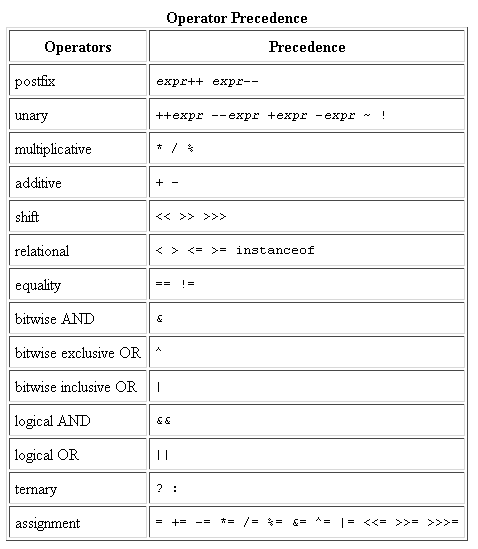 Operator Precedence
Operators Precedence
postfix expr++ expr--
unary ++expr --expr +expr -expr ~ !
multiplicative * / %
additive + -
shift << >> >>>
relational < > <= >= instanceof
equality == !=
bitwise AND &
bitwise exclusive OR ^
bitwise inclusive OR |
logical AND &&
logical OR ||
ternary ? :
assignment = += -= *= /= %= &= ^= |= <<= >>= >>>=